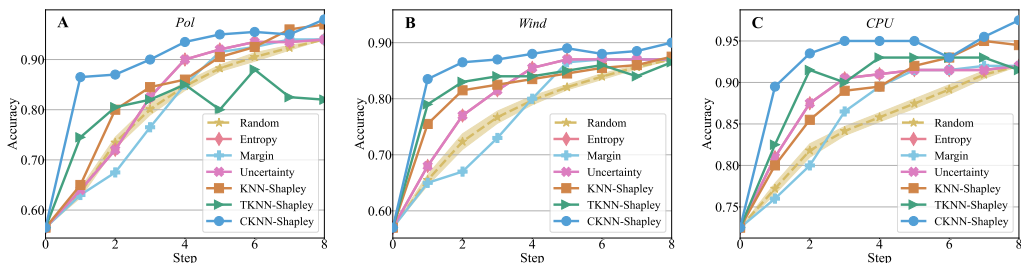 A
Pol
Accuracy
0.90
0.80
0.70
0.60
0
2
4
6
8
Step
Random
Entropy
Margin
Uncertainty
KNN-Shapley
TKNN-Shapley
CKNN-Shapley
B
Wind
Accuracy
0.90
0.80
0.70
0.60
0
2
4
6
8
Step
Random
Entropy
Margin
Uncertainty
KNN-Shapley
TKNN-Shapley
CKNN-Shapley
C
CPU
Accuracy
0.95
0.90
0.85
0.80
0.75
0
2
4
6
8
Step
Random
Entropy
Margin
Uncertainty
KNN-Shapley
TKNN-Shapley
CKNN-Shapley